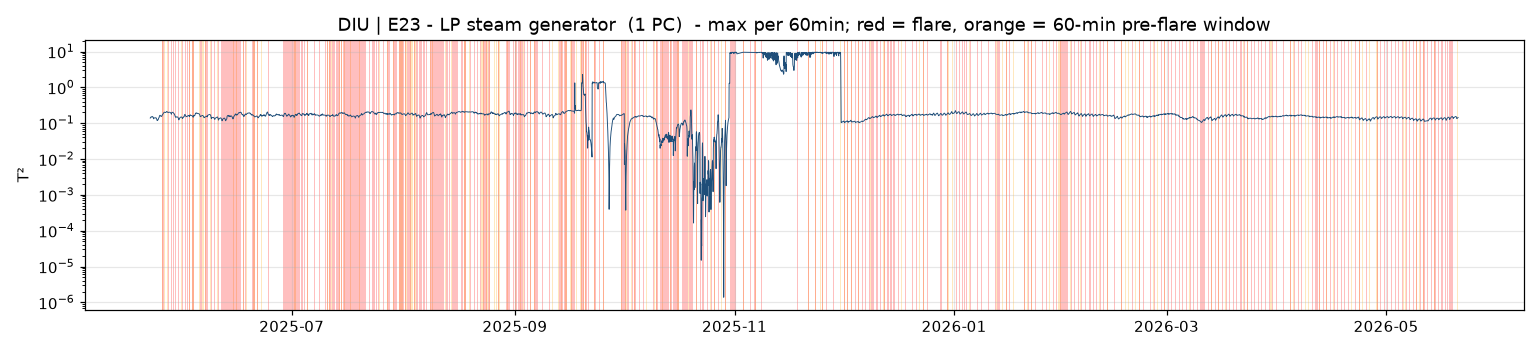 DIU | E23 - LP steam generator  (1 PC)  - max per 60min; red = flare, orange = 60-min pre-flare window
T²
10¹
10⁰
10⁻¹
10⁻²
10⁻³
10⁻⁴
10⁻⁵
10⁻⁶
2025-07 2025-09 2025-11 2026-01 2026-03 2026-05